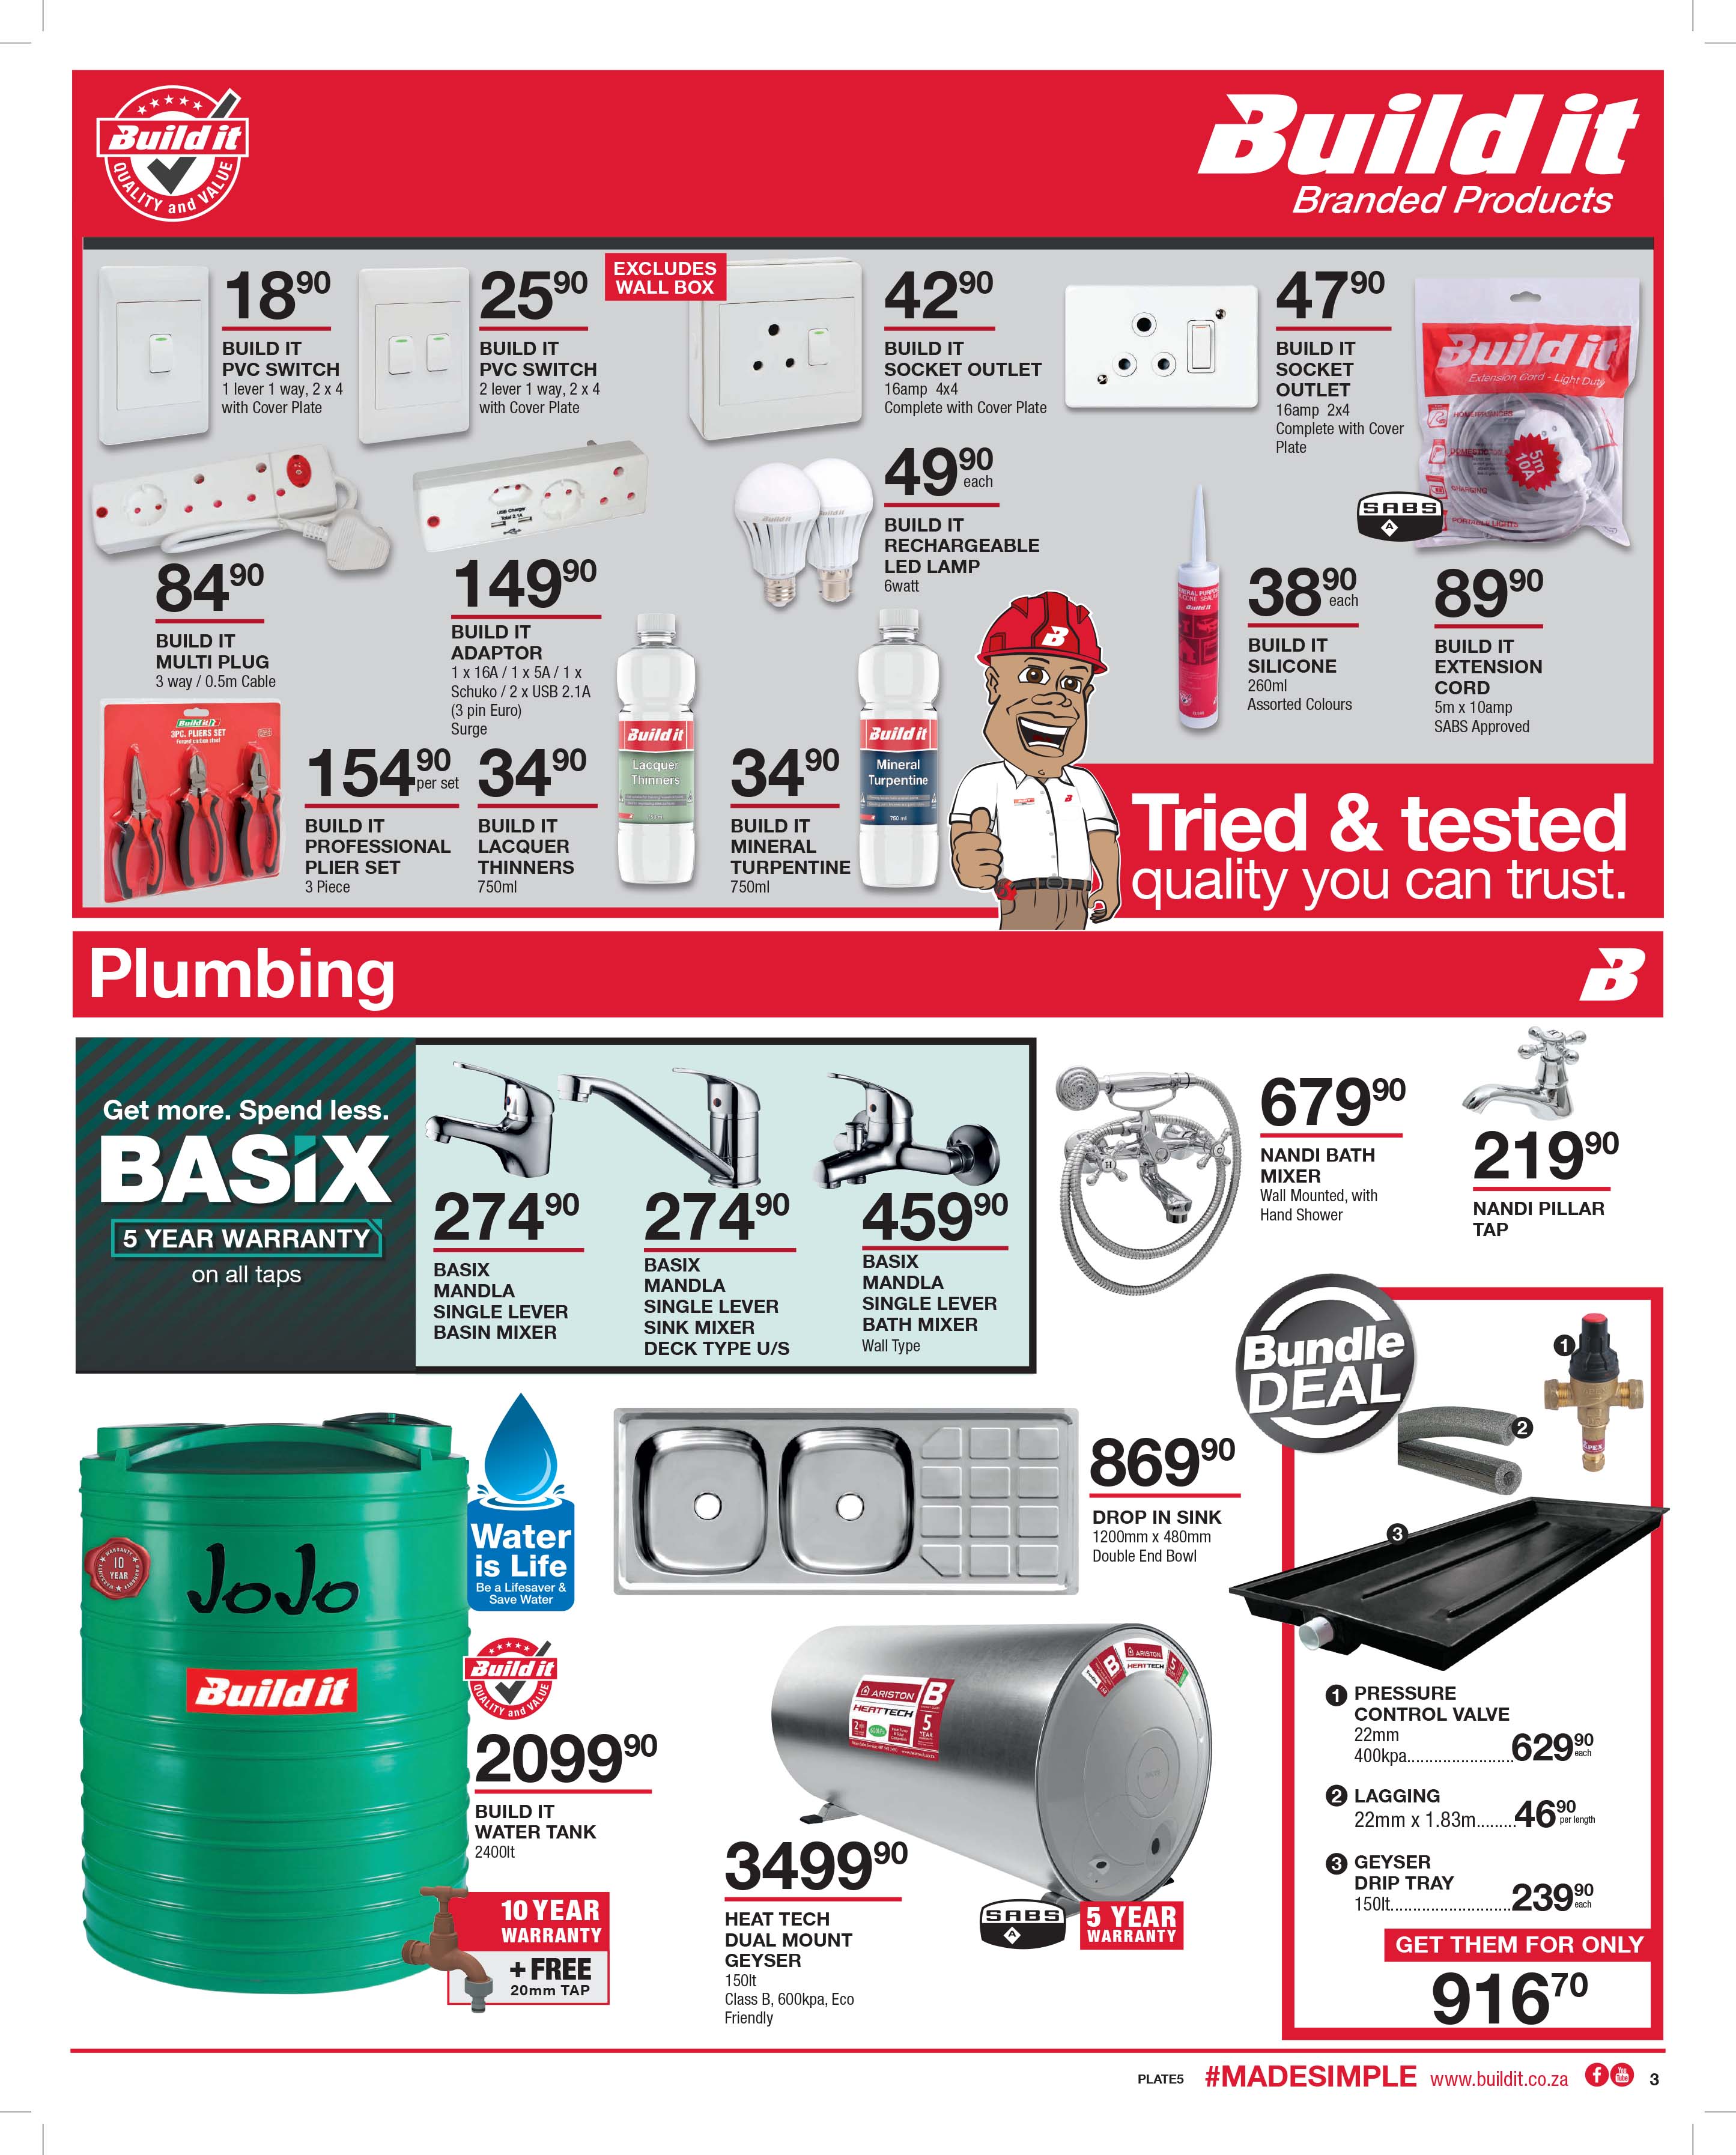 Build it
QUALITY and VALUE
Build it
Branded Products
18 90
BUILD IT
PVC SWITCH
1 lever 1 way, 2 x 4
with Cover Plate
25 90
BUILD IT
PVC SWITCH
2 lever 1 way, 2 x 4
with Cover Plate
EXCLUDES
WALL BOX
42 90
BUILD IT
SOCKET OUTLET
16amp 4x4
Complete with Cover Plate
47 90
BUILD IT
SOCKET
OUTLET
16amp 2x4
Complete with Cover
Plate
Build it
Extension Cord - Light Duty
5m
10A
SABS
A
84 90
BUILD IT
MULTI PLUG
3 way / 0.5m Cable
USB Charger
Total 2.1A
149 90
BUILD IT
ADAPTOR
1 x 16A / 1 x 5A / 1 x
Schuko / 2 x USB 2.1A
(3 pin Euro)
Surge
49 90
each
BUILD IT
RECHARGEABLE
LED LAMP
6watt
38 90
each
BUILD IT
SILICONE
260ml
Assorted Colours
89 90
BUILD IT
EXTENSION
CORD
5m x 10amp
SABS Approved
Build it
3PC. PLIERS SET
154 90
per set
BUILD IT
PROFESSIONAL
PLIER SET
3 Piece
34 90
BUILD IT
LACQUER
THINNERS
750ml
Build it
Lacquer
Thinners
34 90
BUILD IT
MINERAL
TURPENTINE
750ml
Build it
Mineral
Turpentine
750 ml
Tried & tested
quality you can trust.
Plumbing
Get more. Spend less.
BASIX
5 YEAR WARRANTY
on all taps
274 90
BASIX
MANDLA
SINGLE LEVER
BASIN MIXER
274 90
BASIX
MANDLA
SINGLE LEVER
SINK MIXER
DECK TYPE U/S
459 90
BASIX
MANDLA
SINGLE LEVER
BATH MIXER
Wall Type
679 90
NANDI BATH
MIXER
Wall Mounted, with
Hand Shower
219 90
NANDI PILLAR
TAP
JoJo
10
YEAR
Build it
Water
is Life
Be a Lifesaver &
Save Water
Build it
QUALITY and VALUE
2099 90
BUILD IT
WATER TANK
2400lt
10 YEAR
WARRANTY
+ FREE
20mm TAP
869 90
DROP IN SINK
1200mm x 480mm
Double End Bowl
ARISTON
HEATTECH
B
5
YEAR
3499 90
HEAT TECH
DUAL MOUNT
GEYSER
150lt
Class B, 600kpa, Eco
Friendly
SABS
A
5 YEAR
WARRANTY
Bundle
DEAL
1
2
3
1 PRESSURE
CONTROL VALVE
22mm
400kpa........................629 90 each
2 LAGGING
22mm x 1.83m.........46 90 per length
3 GEYSER
DRIP TRAY
150lt...........................239 90 each
GET THEM FOR ONLY
916 70
PLATE5 #MADESIMPLE www.buildit.co.za 3